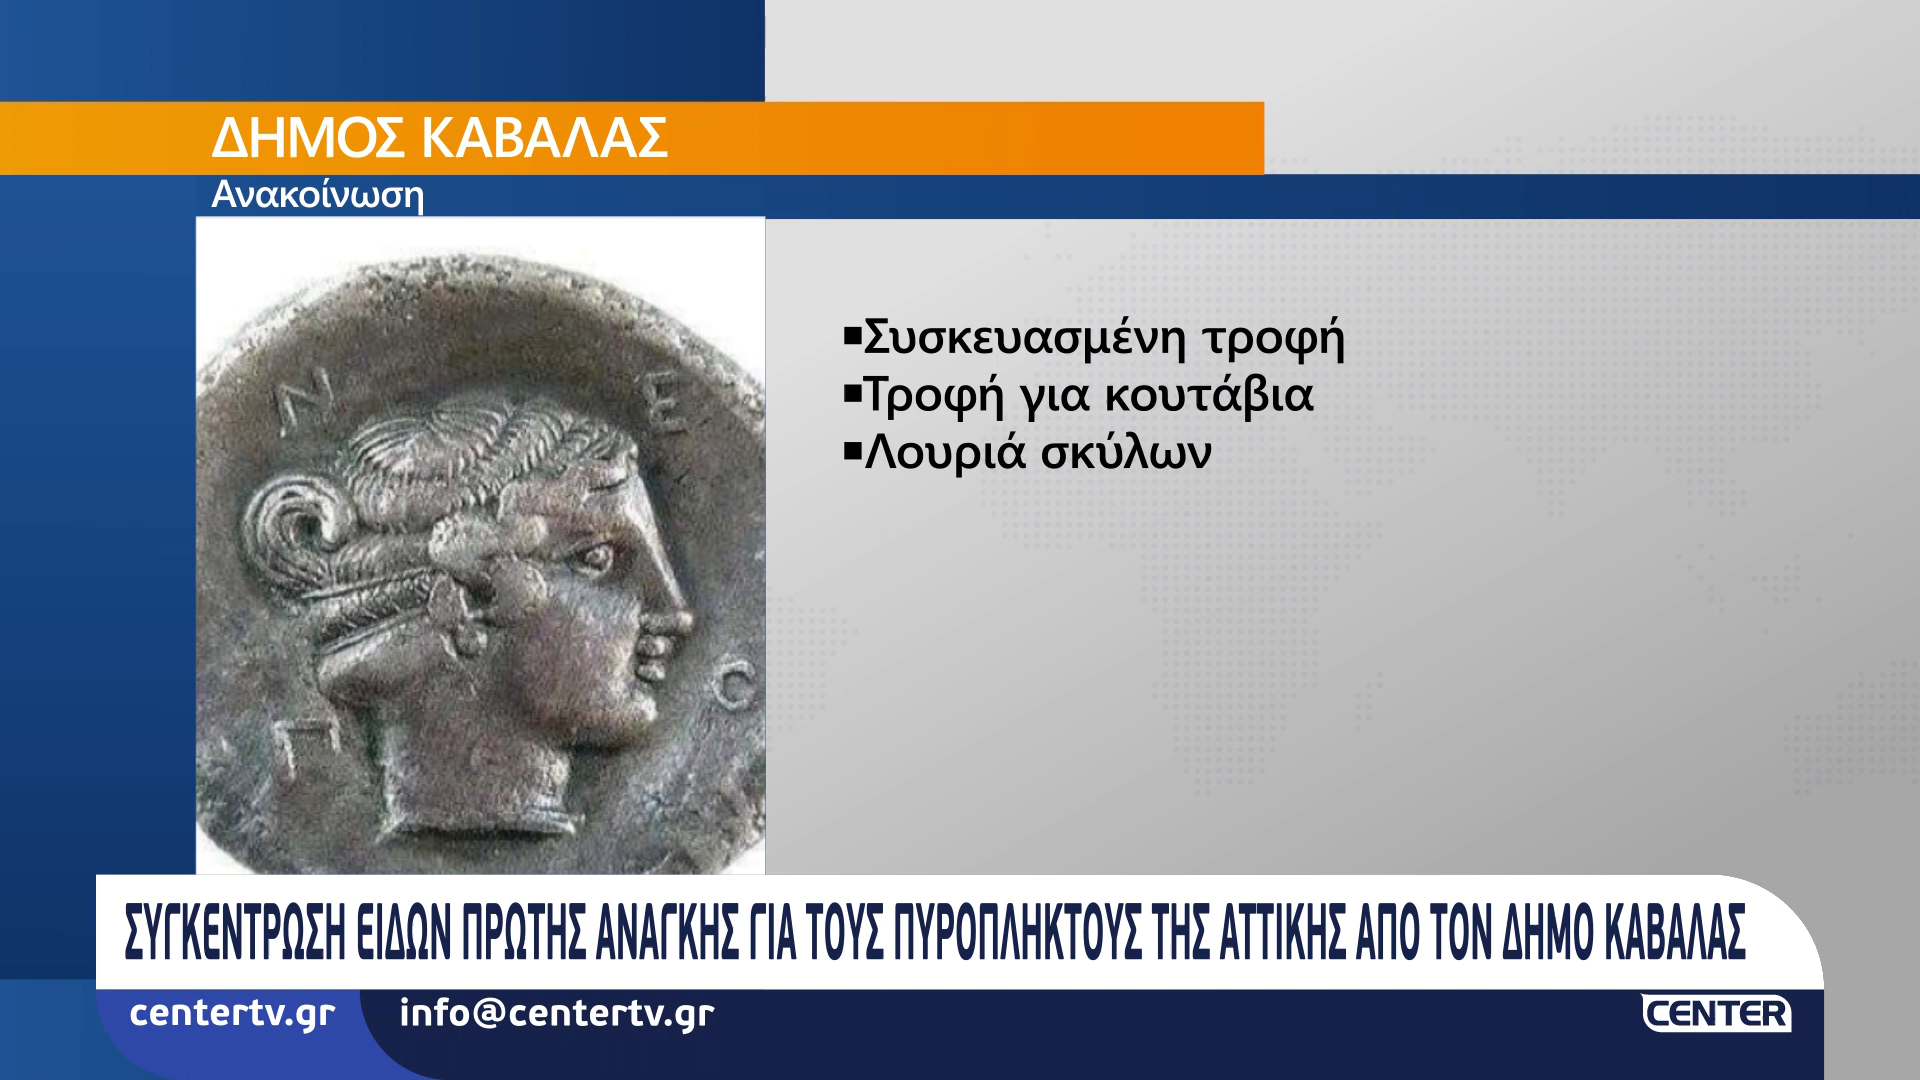 ΔΗΜΟΣ ΚΑΒΑΛΑΣ
Ανακοίνωση
Ν Ε
Π Ο
▪Συσκευασμένη τροφή
▪Τροφή για κουτάβια
▪Λουριά σκύλων
ΣΥΓΚΕΝΤΡΩΣΗ ΕΙΔΩΝ ΠΡΩΤΗΣ ΑΝΑΓΚΗΣ ΓΙΑ ΤΟΥΣ ΠΥΡΟΠΛΗΚΤΟΥΣ ΤΗΣ ΑΤΤΙΚΗΣ ΑΠΟ ΤΟΝ ΔΗΜΟ ΚΑΒΑΛΑΣ
centertv.gr info@centertv.gr CENTER